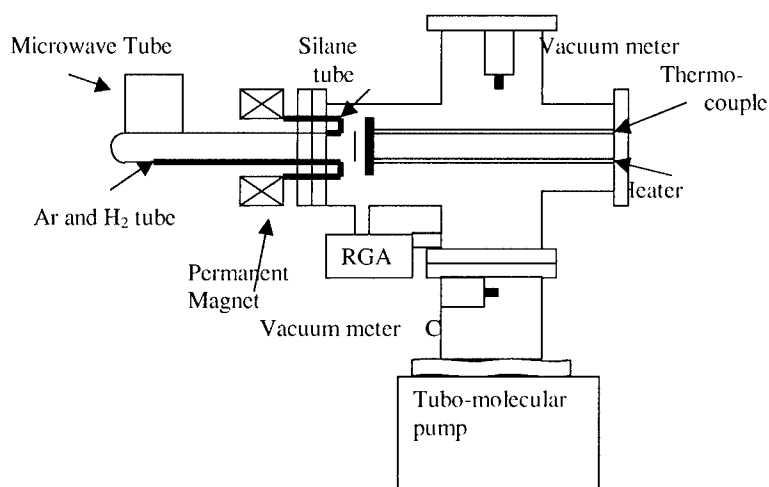 Microwave Tube
Silane
tube
Vacuum meter
Thermo-
couple
Ar and H₂ tube
Permanent
Magnet
RGA
Heater
Vacuum meter C
Tubo-molecular
pump